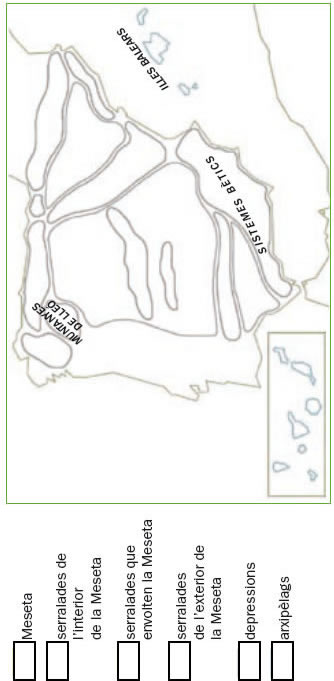 MUNTANYES
DE LLEÓ
SISTEMES BÈTICS
ILLES BALEARS
Meseta
serralades de
l'interior
de la Meseta
serralades que
envolten la Meseta
serralades
de l'exterior de
la Meseta
depressions
arxipèlags